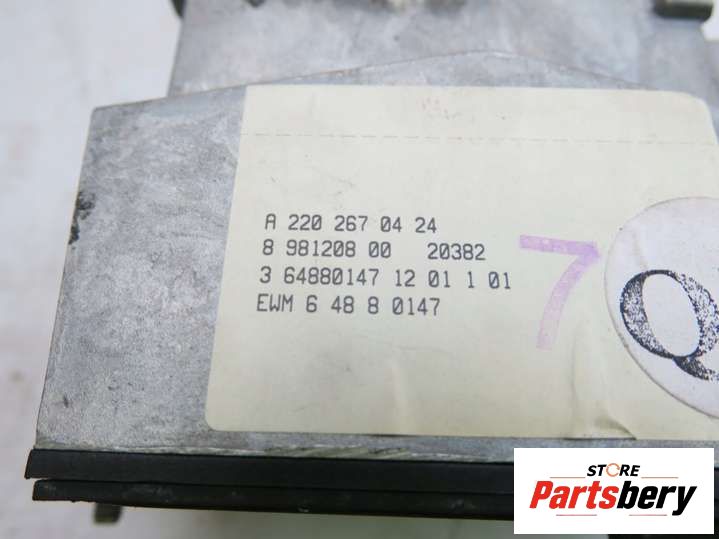 A 220 267 04 24
8 981208 00 20382
3 64880147 12 01 1 01
EWM 6 48 8 0147
7
Q
STORE
Partsbery